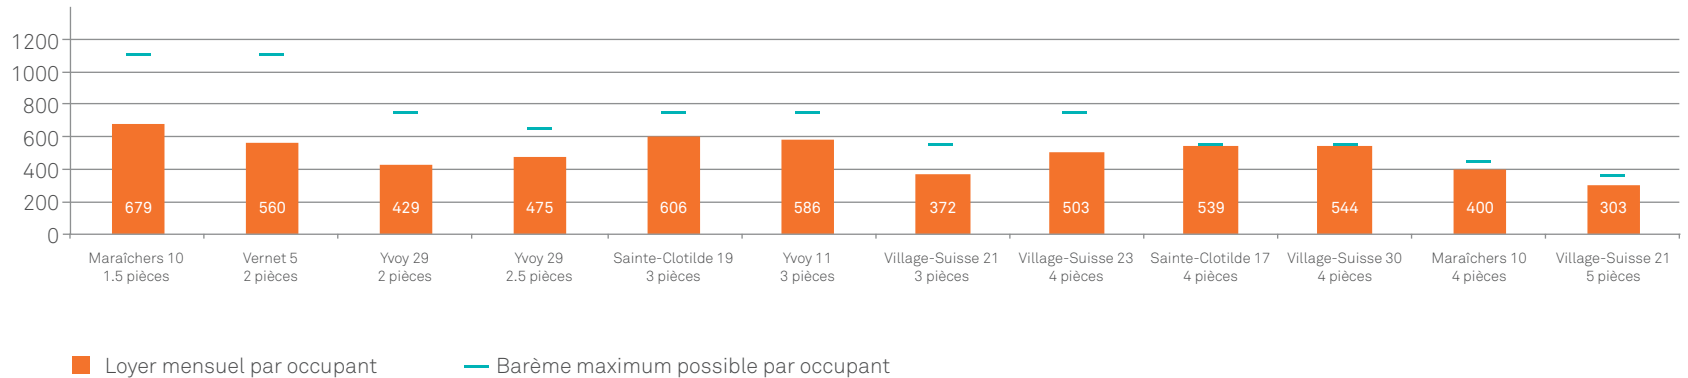 1200
1000
800
600
400
200
0
679
560
429
475
606
586
372
503
539
544
400
303
Maraîchers 10
1.5 pièces
Vernet 5
2 pièces
Yvoy 29
2 pièces
Yvoy 29
2.5 pièces
Sainte-Clotilde 19
3 pièces
Yvoy 11
3 pièces
Village-Suisse 21
3 pièces
Village-Suisse 23
4 pièces
Sainte-Clotilde 17
4 pièces
Village-Suisse 30
4 pièces
Maraîchers 10
4 pièces
Village-Suisse 21
5 pièces
Loyer mensuel par occupant
Barème maximum possible par occupant